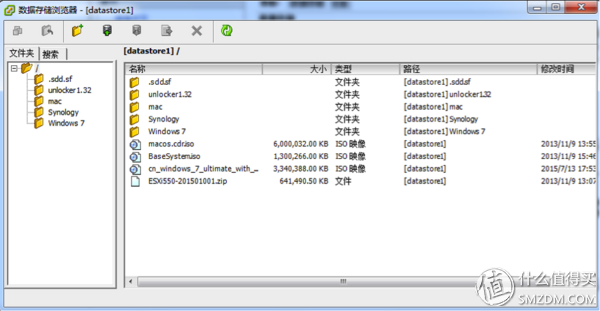 数据存储浏览器 - [datastore1]
文件夹 搜索
[datastore1] /
/
.sdd.sf
unlocker1.32
mac
Synology
Windows 7
名称 大小 类型 路径 修改时间
.sdd.sf 文件夹 [datastore1] .sdd.sf
unlocker1.32 文件夹 [datastore1] unlocker1.32
mac 文件夹 [datastore1] mac
Synology 文件夹 [datastore1] Synology
Windows 7 文件夹 [datastore1] Windows 7
macos.cdr.iso 6,000,032.00 KB ISO 映像 [datastore1] 2013/11/9 13:55
BaseSystem.iso 1,300,266.00 KB ISO 映像 [datastore1] 2013/11/9 15:46
cn_windows_7_ultimate_with_... 3,340,388.00 KB ISO 映像 [datastore1] 2015/7/13 17:53
ESXi550-201501001.zip 641,490.50 KB 文件 [datastore1] 2013/11/9 13:07
值 什么值得买
SMZDM.COM